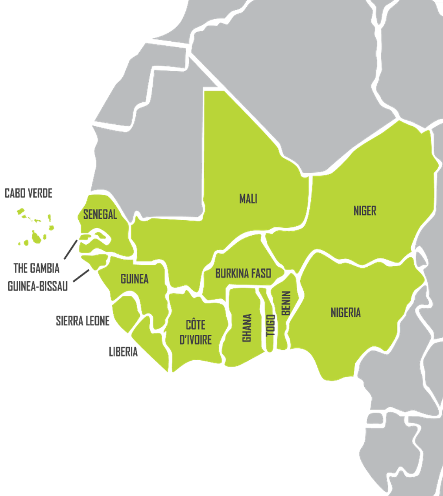 MALI
CABO VERDE
SENEGAL
NIGER
THE GAMBIA
GUINEA-BISSAU
GUINEA
BURKINA FASO
BENIN
NIGERIA
SIERRA LEONE
CÔTE
D'IVOIRE
GHANA
TOGO
LIBERIA